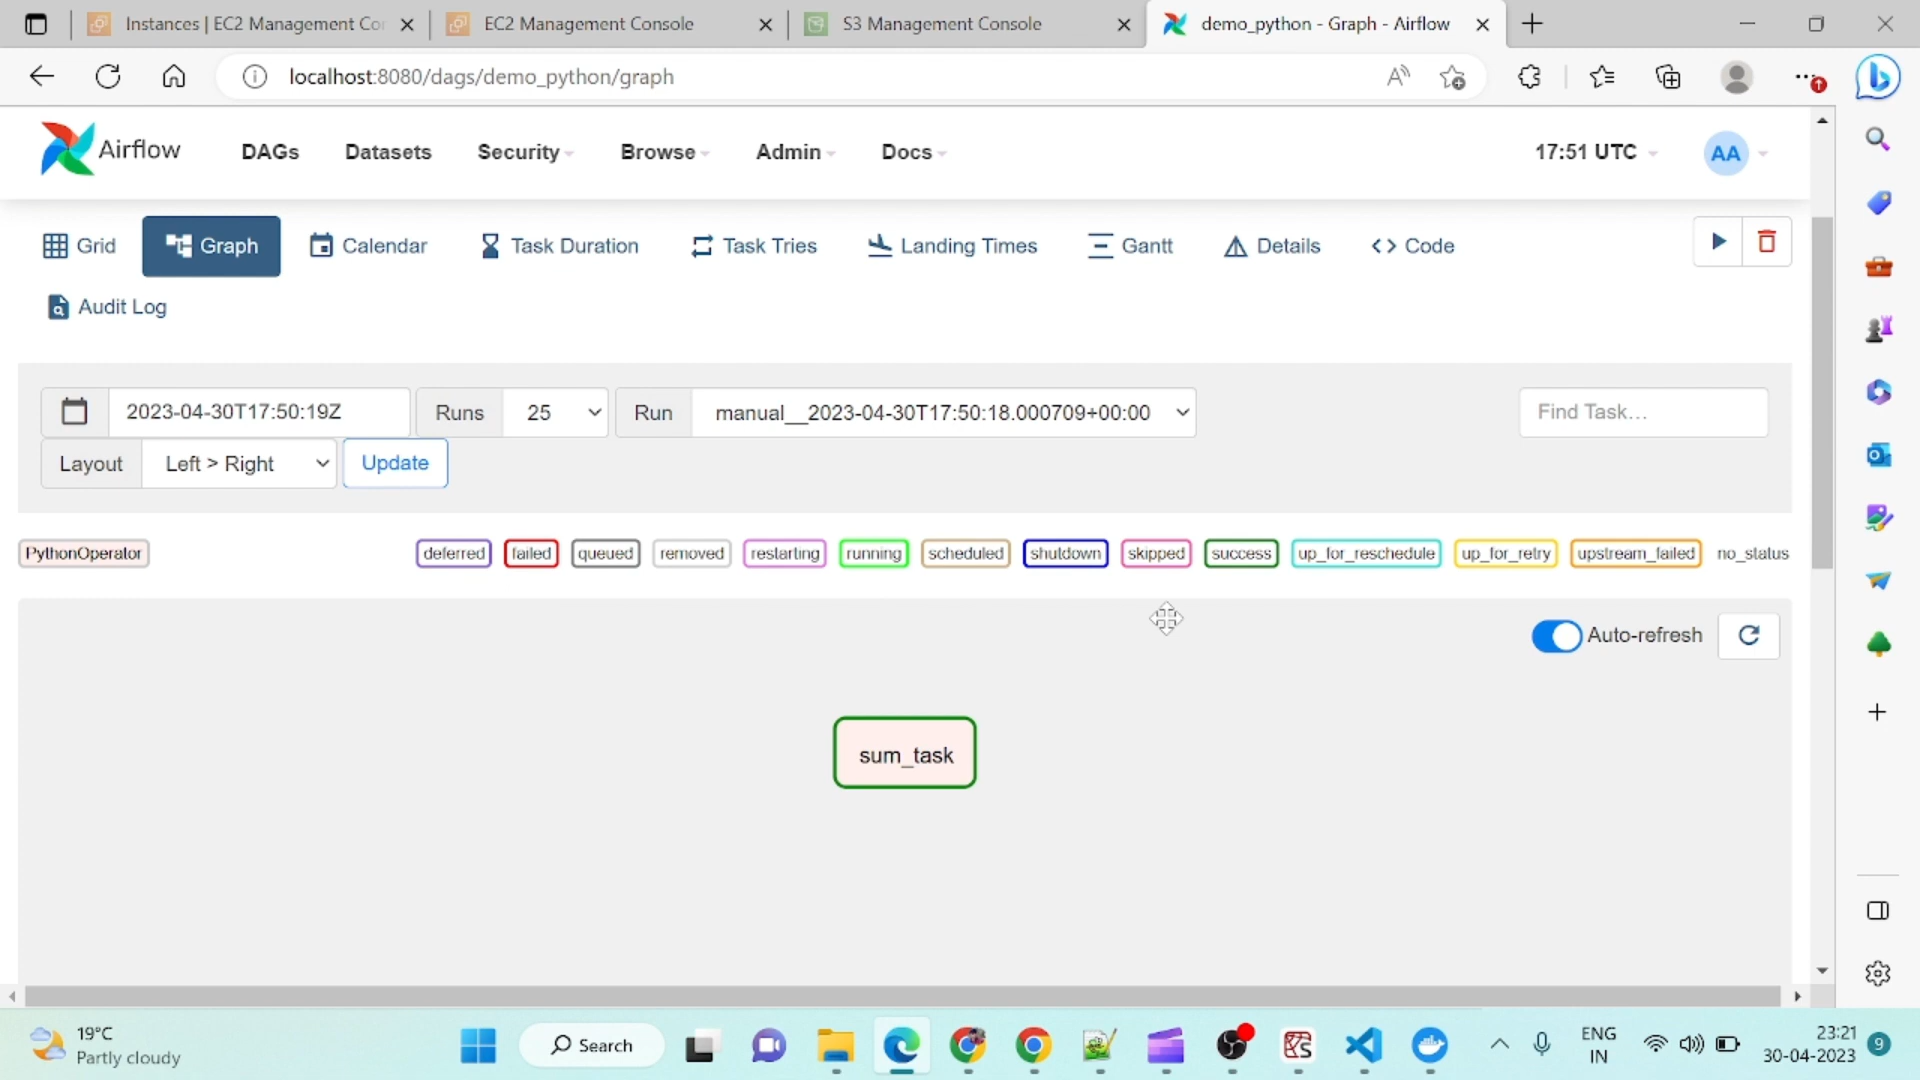 Instances | EC2 Management Co
EC2 Management Console
S3 Management Console
demo_python - Graph - Airflow
localhost:8080/dags/demo_python/graph
Airflow
DAGs
Datasets
Security
Browse
Admin
Docs
17:51 UTC
AA
Grid
Graph
Calendar
Task Duration
Task Tries
Landing Times
Gantt
Details
<> Code
Audit Log
2023-04-30T17:50:19Z
Runs
25
Run
manual__2023-04-30T17:50:18.000709+00:00
Find Task...
Layout
Left > Right
Update
PythonOperator
deferred
failed
queued
removed
restarting
running
scheduled
shutdown
skipped
success
up_for_reschedule
up_for_retry
upstream_failed
no_status
Auto-refresh
sum_task
19°C
Partly cloudy
Search
ENG
IN
23:21
30-04-2023
9